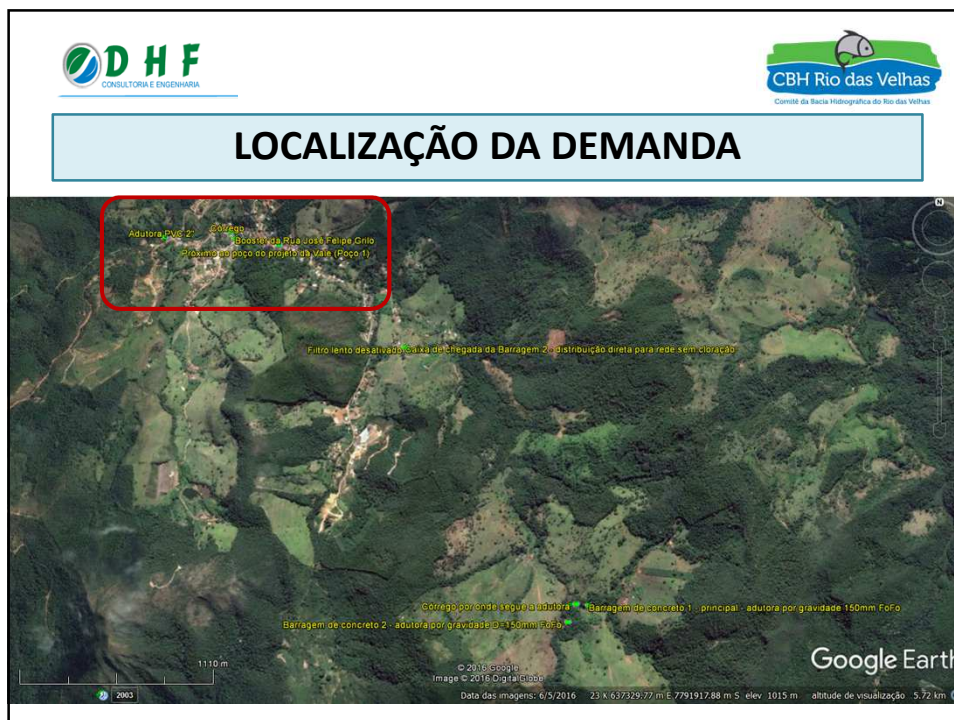 DHF
CONSULTORIA E ENGENHARIA
CBH Rio das Velhas
Comitê da Bacia Hidrográfica do Rio das Velhas
LOCALIZAÇÃO DA DEMANDA
N
Adutora PVC 2"
Córrego
Booster da Rua José Felipe Grilo
Próximo ao poço do projeto da Vale (Poço 1)
Filtro lento desativado
Caixa de chegada da Barragem 2 - distribuição direta para rede sem cloração
Córrego por onde segue a adutora
Barragem de concreto 1 - principal - adutora por gravidade 150mm FoFo
Barragem de concreto 2 - adutora por gravidade D=150mm FoFo
1110 m
© 2016 Google
Image © 2016 DigitalGlobe
Google Earth
2003
Data das imagens: 6/5/2016 23 K 637329.77 m E 7791917.88 m S elev 1015 m altitude de visualização 5.72 km